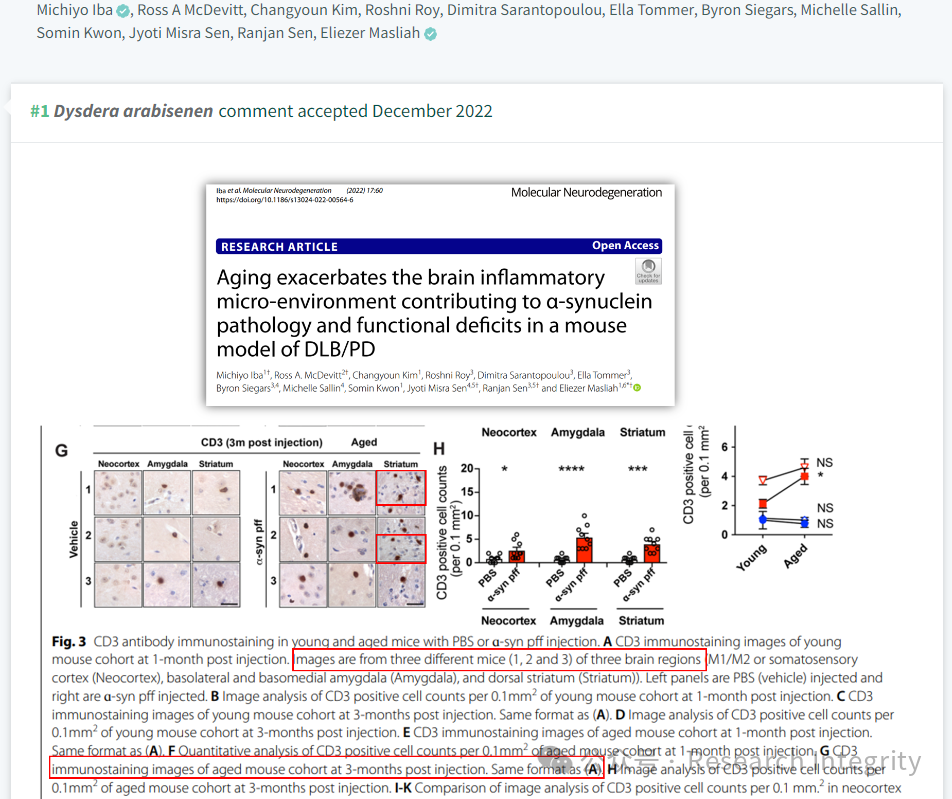 Michiyo Iba, Ross A McDevitt, Changyoun Kim, Roshni Roy, Dimitra Sarantopoulou, Ella Tommer, Byron Siegars, Michelle Sallin,
Somin Kwon, Jyoti Misra Sen, Ranjan Sen, Eliezer Masliah
#1 Dysdera arabisenen comment accepted December 2022
Iba et al. Molecular Neurodegeneration (2022) 17:60
https://doi.org/10.1186/s13024-022-00564-6
Molecular Neurodegeneration
RESEARCH ARTICLE
Open Access
Check for
updates
Aging exacerbates the brain inflammatory
micro-environment contributing to α-synuclein
pathology and functional deficits in a mouse
model of DLB/PD
Michiyo Iba1†, Ross A. McDevitt2†, Changyoun Kim1, Roshni Roy3, Dimitra Sarantopoulou3, Ella Tommer3,
Byron Siegars3,4, Michelle Sallin4, Somin Kwon1, Jyoti Misra Sen4,5†, Ranjan Sen3,5† and Eliezer Masliah1,6*†
G
CD3 (3m post injection) Aged
Neocortex Amygdala Striatum
Neocortex Amygdala Striatum
Vehicle
1
2
3
α-syn pff
1
2
3
H
Neocortex Amygdala Striatum
CD3 positive cell counts
(per 0.1 mm2)
20
15
10
5
0
*
****
***
PBS
α-syn pff
PBS
α-syn pff
PBS
α-syn pff
Neocortex Amygdala Striatum
CD3 positive cell
(per 0.1 mm2
6
4
2
0
NS
*
NS
NS
Young
Aged
Fig. 3 CD3 antibody immunostaining in young and aged mice with PBS or α-syn pff injection. A CD3 immunostaining images of young
mouse cohort at 1-month post injection. Images are from three different mice (1, 2 and 3) of three brain regions (M1/M2 or somatosensory
cortex (Neocortex), basolateral and basomedial amygdala (Amygdala), and dorsal striatum (Striatum)). Left panels are PBS (vehicle) injected and
right are α-syn pff injected. B Image analysis of CD3 positive cell counts per 0.1mm2 of young mouse cohort at 1-month post injection. C CD3
immunostaining images of young mouse cohort at 3-months post injection. Same format as (A). D Image analysis of CD3 positive cell counts per
0.1mm2 of young mouse cohort at 3-months post injection. E CD3 immunostaining images of aged mouse cohort at 1-month post injection.
Same format as (A). F Quantitative analysis of CD3 positive cell counts per 0.1mm2 of aged mouse cohort at 1-month post injection. G CD3
immunostaining images of aged mouse cohort at 3-months post injection. Same format as (A). H Image analysis of CD3 positive cell counts per
0.1mm2 of aged mouse cohort at 3-months post injection. I-K Comparison of image analysis of CD3 positive cell counts per 0.1 mm.2 in neocortex
公众号 · Research Integrity